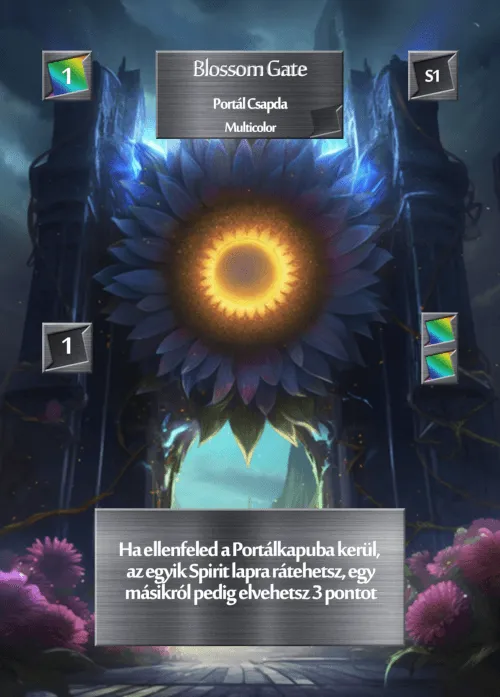 1
Blossom Gate
S1
Portál Csapda
Multicolor
1
Ha ellenfeled a Portálkapuba kerül,
az egyik Spirit lapra rátehetsz, egy
másikról pedig elvehetsz 3 pontot